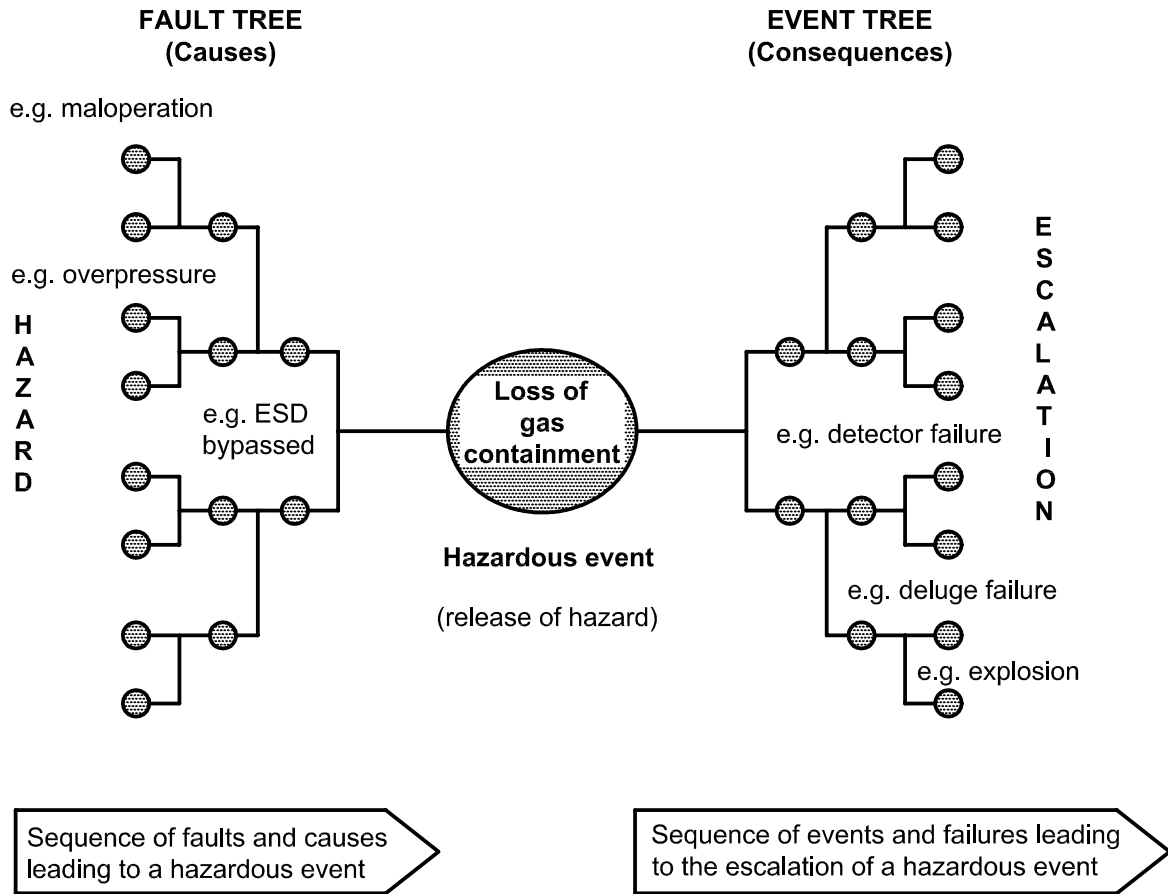 FAULT TREE
(Causes)
e.g. maloperation
e.g. overpressure
HAZARD
e.g. ESD
bypassed
Loss of
gas
containment
Hazardous event
(release of hazard)
EVENT TREE
(Consequences)
ESCALATION
e.g. detector failure
e.g. deluge failure
e.g. explosion
Sequence of faults and causes
leading to a hazardous event
Sequence of events and failures leading
to the escalation of a hazardous event